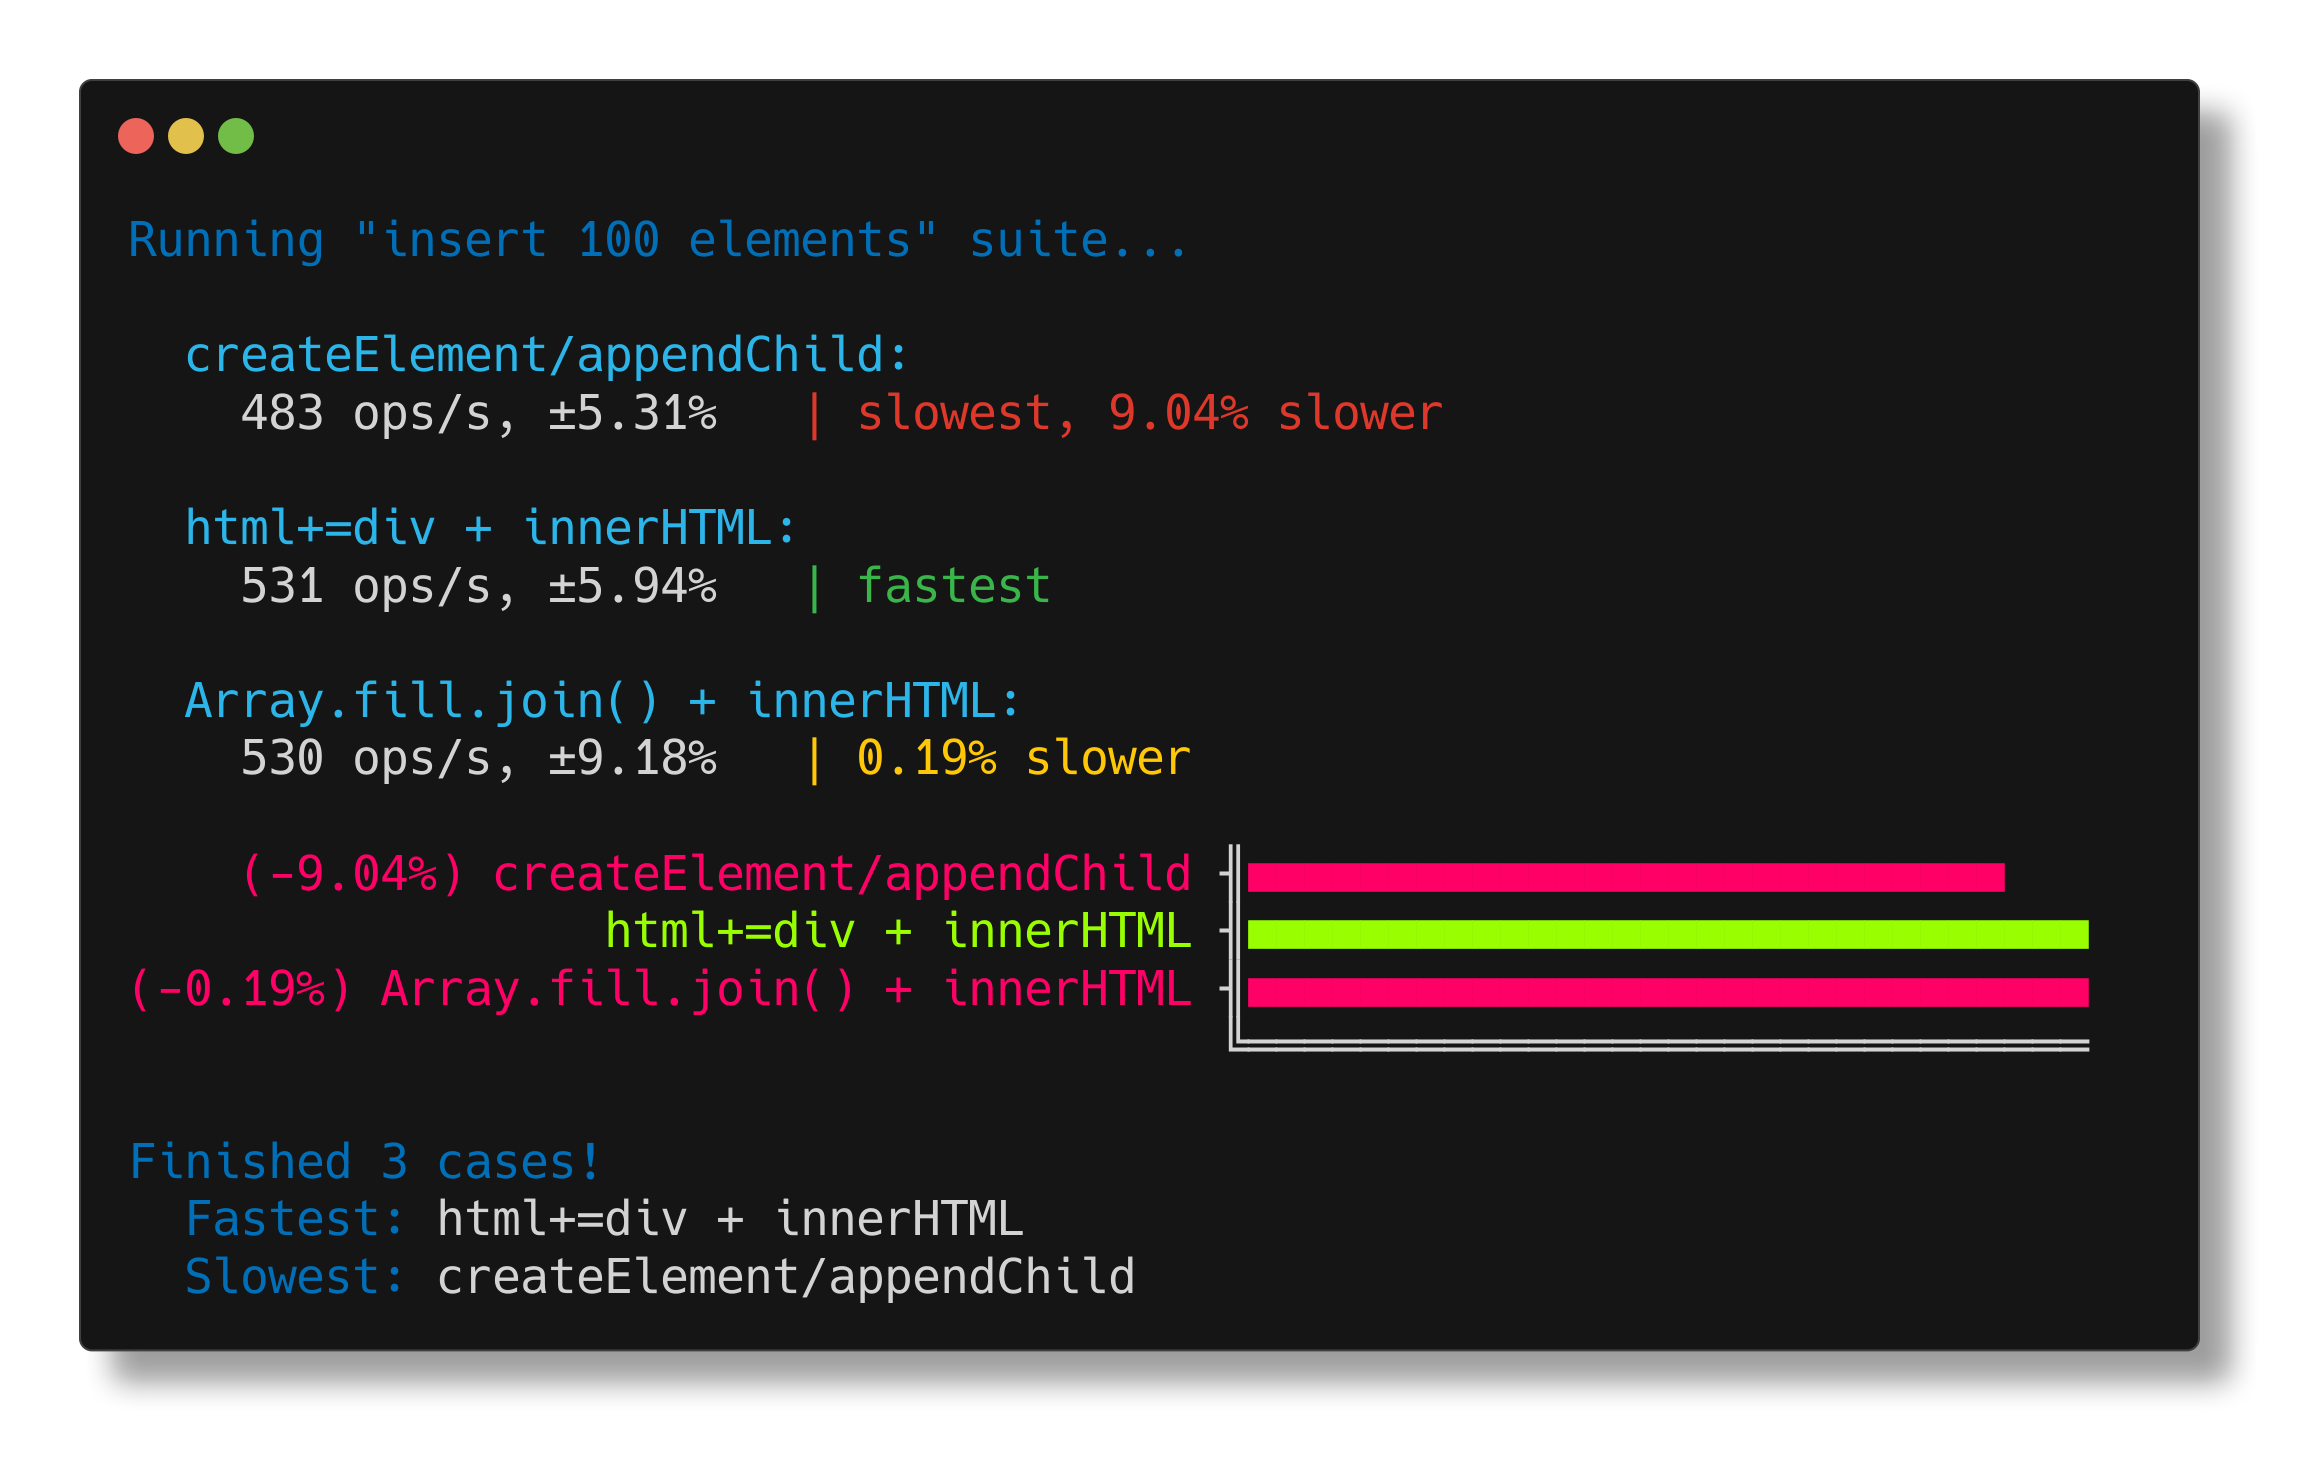 Running "insert 100 elements" suite...
createElement/appendChild:
483 ops/s, ±5.31% | slowest, 9.04% slower
html+=div + innerHTML:
531 ops/s, ±5.94% | fastest
Array.fill.join() + innerHTML:
530 ops/s, ±9.18% | 0.19% slower
(-9.04%) createElement/appendChild
html+=div + innerHTML
(-0.19%) Array.fill.join() + innerHTML
Finished 3 cases!
Fastest: html+=div + innerHTML
Slowest: createElement/appendChild